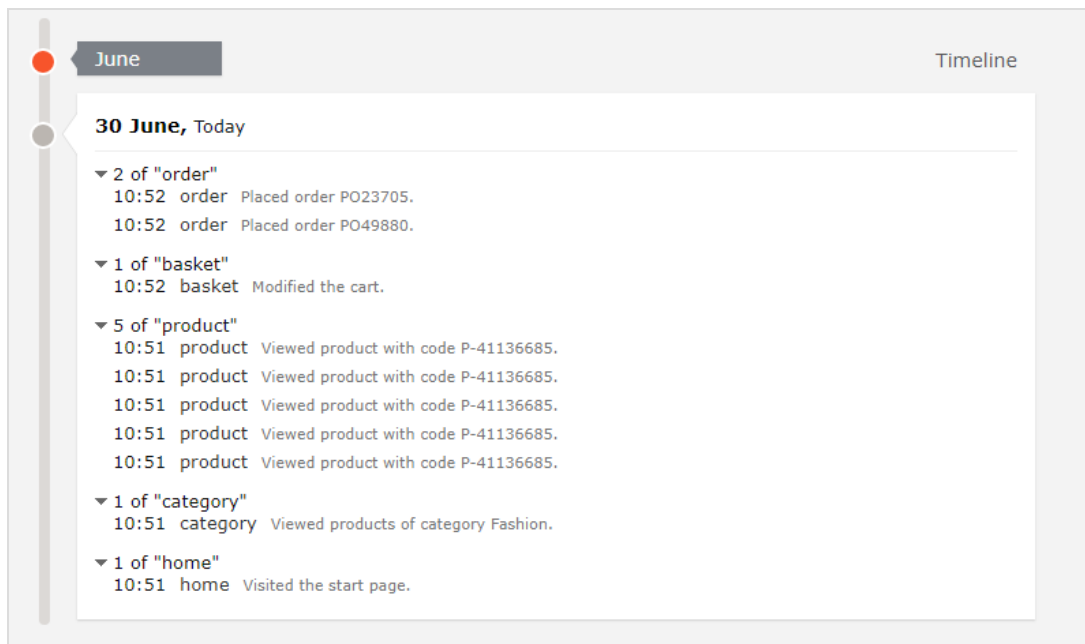 June
Timeline
30 June, Today
2 of "order"
10:52 order Placed order PO23705.
10:52 order Placed order PO49880.
1 of "basket"
10:52 basket Modified the cart.
5 of "product"
10:51 product Viewed product with code P-41136685.
10:51 product Viewed product with code P-41136685.
10:51 product Viewed product with code P-41136685.
10:51 product Viewed product with code P-41136685.
10:51 product Viewed product with code P-41136685.
1 of "category"
10:51 category Viewed products of category Fashion.
1 of "home"
10:51 home Visited the start page.